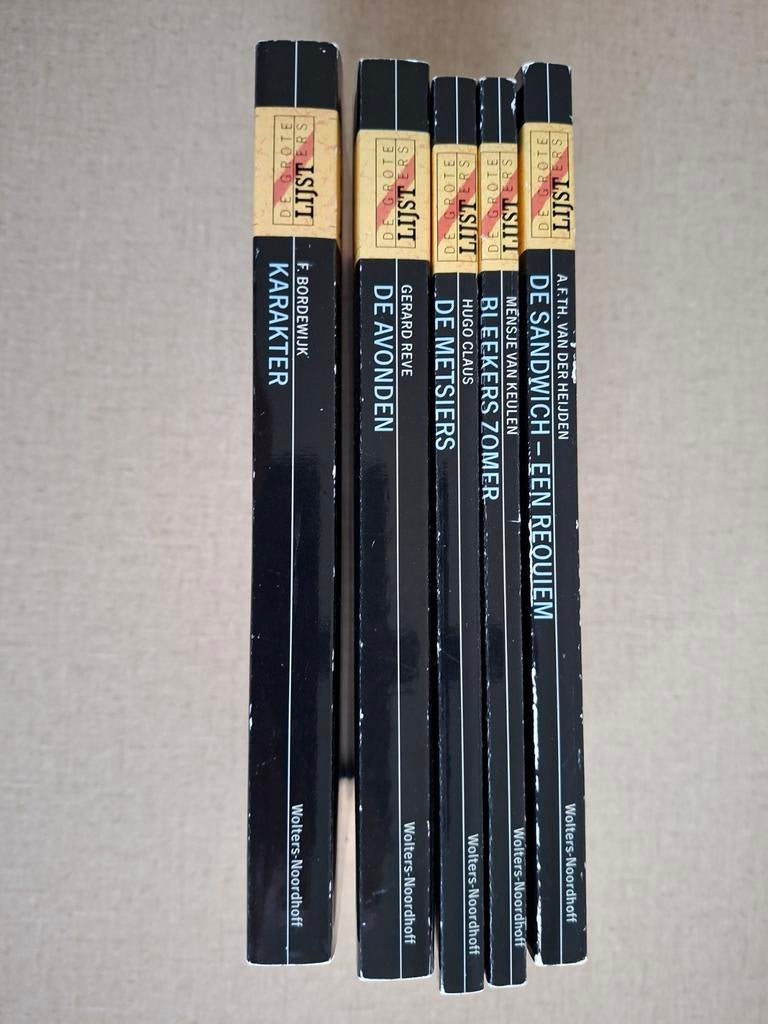 DE GROTE
LIJSTERS
F. BORDEWIJK
KARAKTER
Wolters-Noordhoff
DE GROTE
LIJSTERS
GERARD REVE
DE AVONDEN
Wolters-Noordhoff
DE GROTE
LIJSTERS
HUGO CLAUS
DE METSIERS
Wolters-Noordhoff
DE GROTE
LIJSTERS
MENSJE VAN KEULEN
BLEEKERS ZOMER
Wolters-Noordhoff
DE GROTE
LIJSTERS
A.F.TH. VAN DER HEIJDEN
DE SANDWICH – EEN REQUIEM
Wolters-Noordhoff